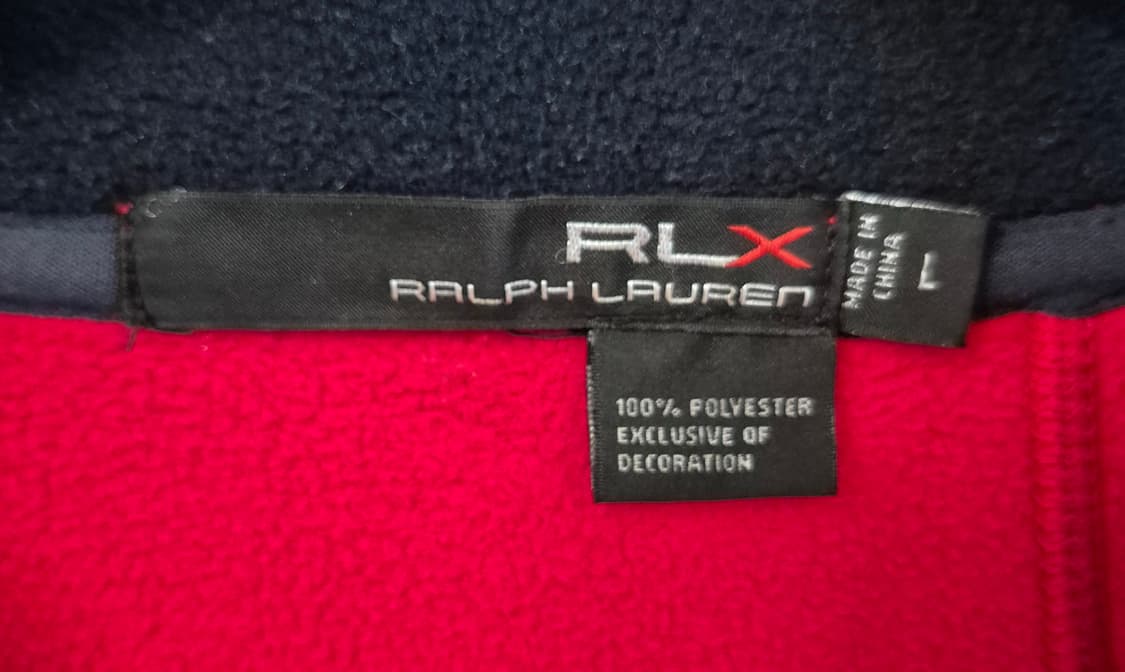 RLX
RALPH LAUREN
MADE IN
CHINA
L
100% POLYESTER
EXCLUSIVE OF
DECORATION